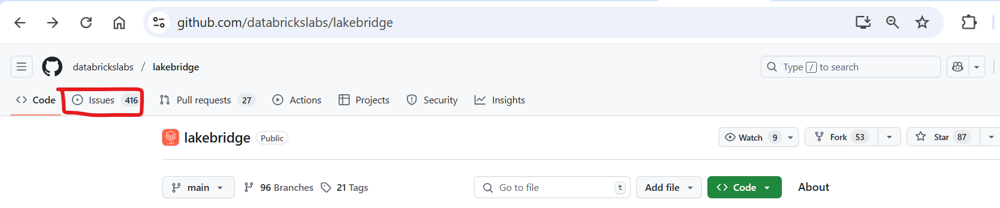 github.com/databrickslabs/lakebridge
databrickslabs / lakebridge
Type / to search
Code Issues 416 Pull requests 27 Actions Projects Security Insights
lakebridge Public
Watch 9 Fork 53 Star 87
main 96 Branches 21 Tags Go to file t Add file <> Code About